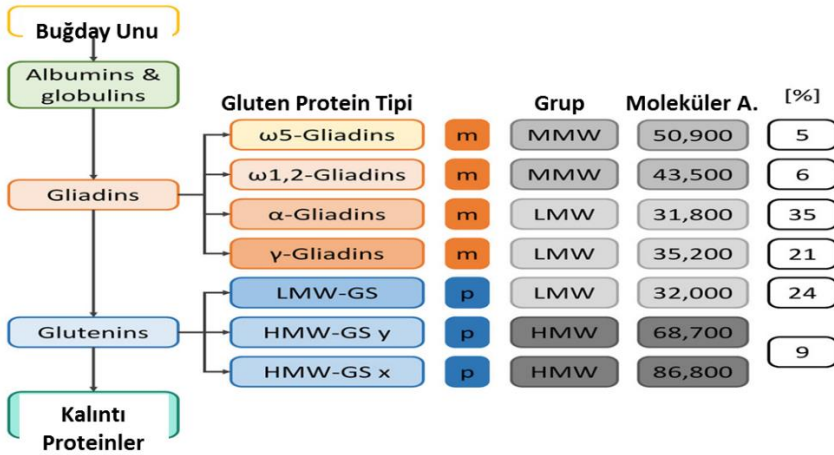 Buğday Unu
Albumins &
globulins
Gluten Protein Tipi Grup Moleküler A. [%]
ω5-Gliadins m MMW 50,900 5
ω1,2-Gliadins m MMW 43,500 6
Gliadins
α-Gliadins m LMW 31,800 35
γ-Gliadins m LMW 35,200 21
LMW-GS p LMW 32,000 24
Glutenins
HMW-GS y p HMW 68,700
9
HMW-GS x p HMW 86,800
Kalıntı
Proteinler